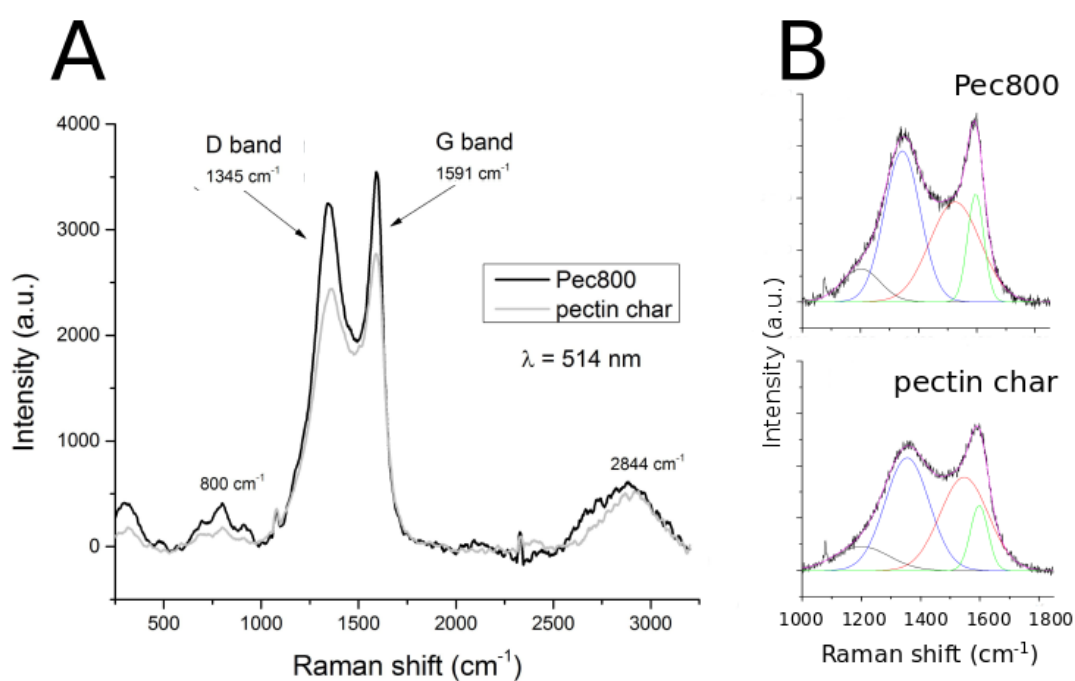 A
4000
3000
2000
1000
0
Intensity (a.u.)
D band
1345 cm⁻¹
G band
1591 cm⁻¹
Pec800
pectin char
λ = 514 nm
800 cm⁻¹
2844 cm⁻¹
500 1000 1500 2000 2500 3000
Raman shift (cm⁻¹)
B
Pec800
pectin char
Intensity (a.u.)
1000 1200 1400 1600 1800
Raman shift (cm⁻¹)